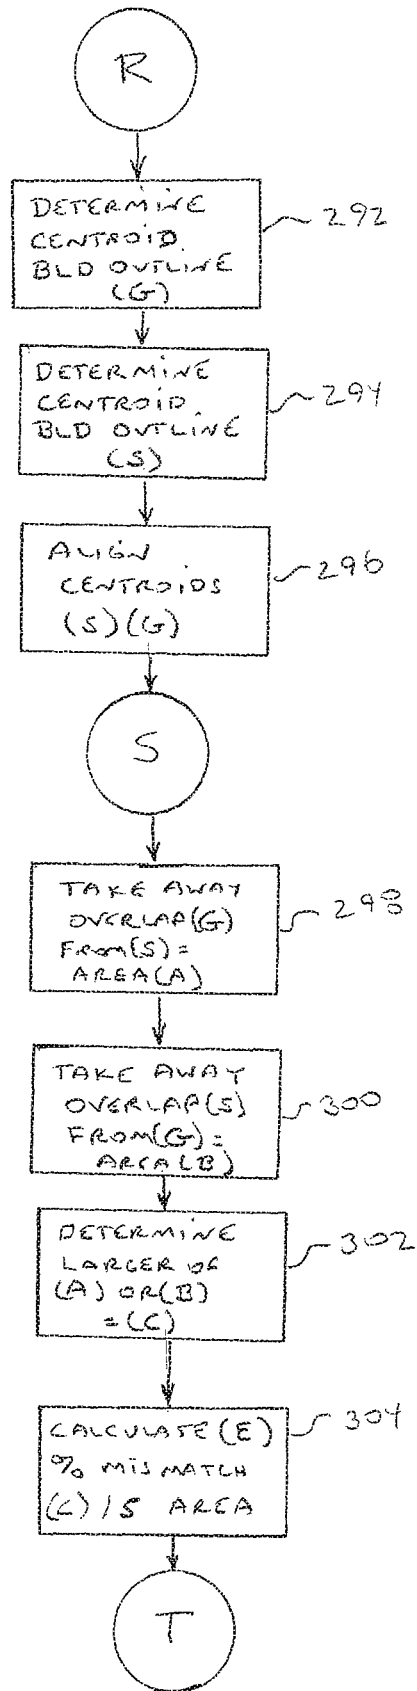 R
DETERMINE
CENTROID
BLD OUTLINE
(G)
292
DETERMINE
CENTROID
BLD OUTLINE
(S)
294
ALIGN
CENTROIDS
(S)(G)
296
S
TAKE AWAY
OVERLAP(G)
FROM(S)=
AREA(A)
298
TAKE AWAY
OVERLAP(S)
FROM(G)=
AREA(B)
300
DETERMINE
LARGER OF
(A) OR(B)
=(C)
302
CALCULATE(E)
% MISMATCH
(C)/S AREA
304
T